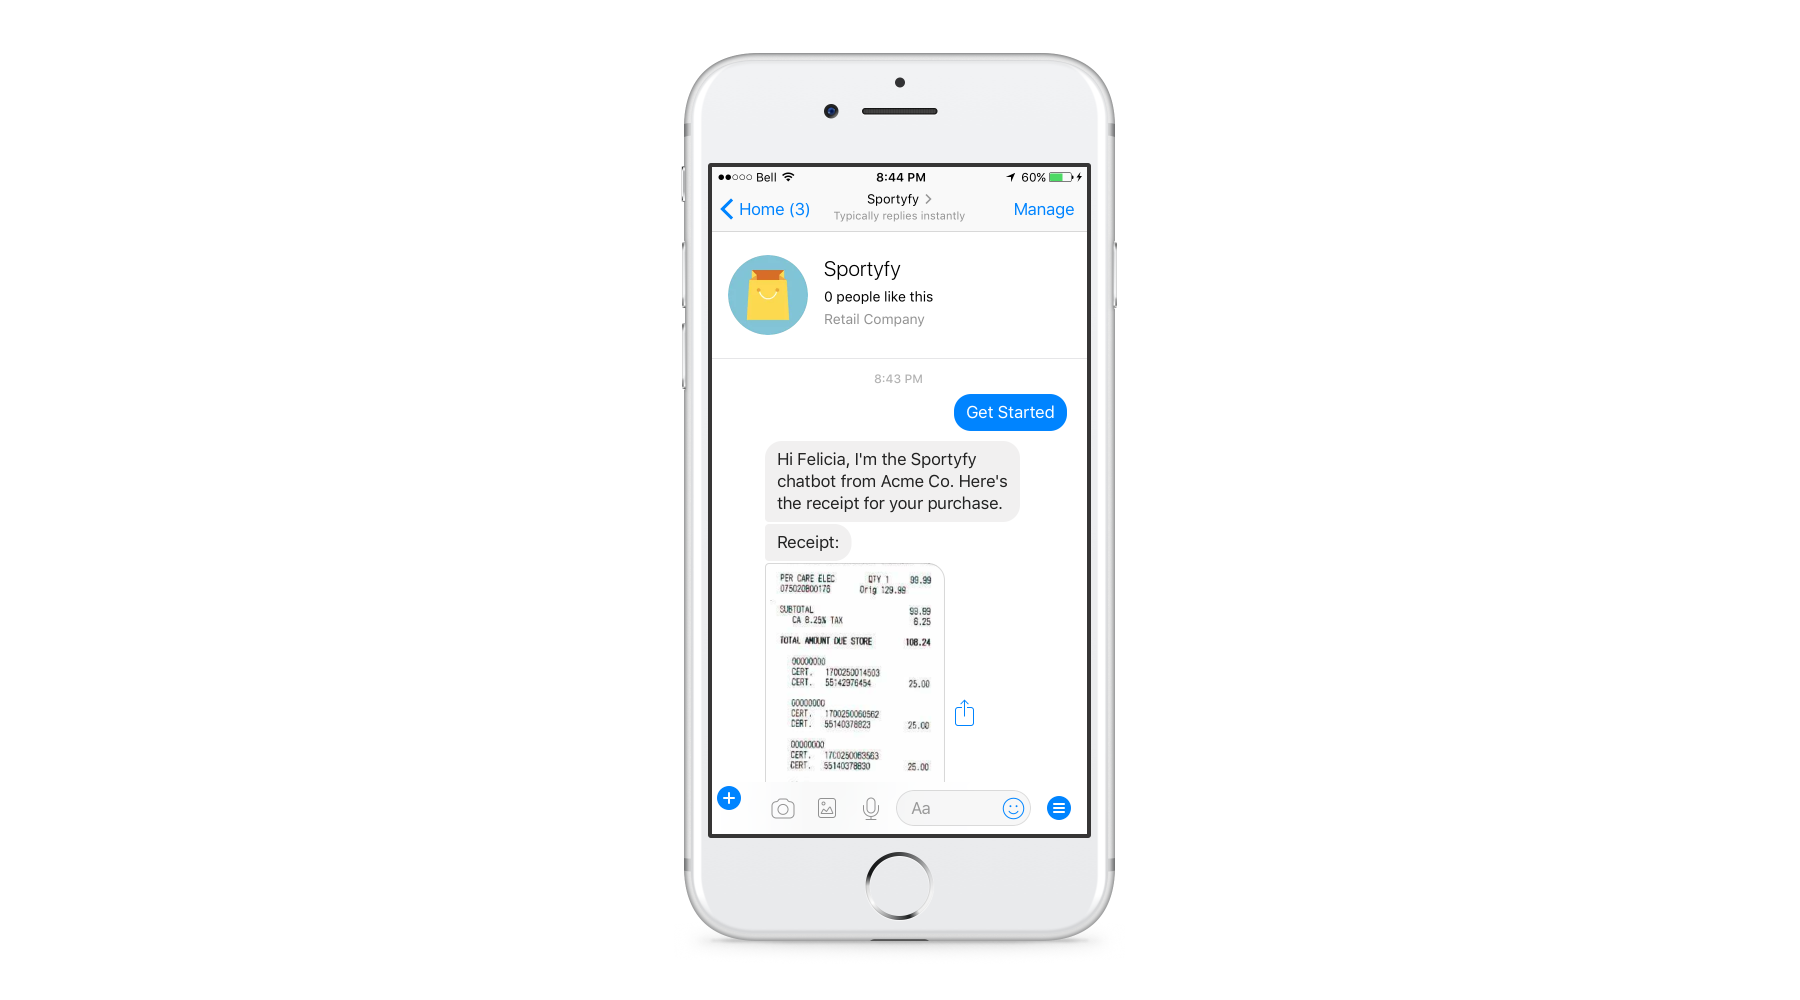 Bell 8:44 PM 60%
Home (3) Sportyfy Manage
Typically replies instantly
Sportyfy
0 people like this
Retail Company
8:43 PM
Get Started
Hi Felicia, I'm the Sportyfy
chatbot from Acme Co. Here's
the receipt for your purchase.
Receipt:
PER CARE ELEC QTY 1 99.99
075020800176 Orig 129.99
SUBTOTAL 99.99
CA 8.25% TAX 8.25
TOTAL AMOUNT DUE STORE 108.24
00000000
CERT. 1700250014503
CERT. 55142976454 25.00
00000000
CERT. 1700250060562
CERT. 55140378823 25.00
00000000
CERT. 1700250063563
CERT. 55140378830 25.00
Aa